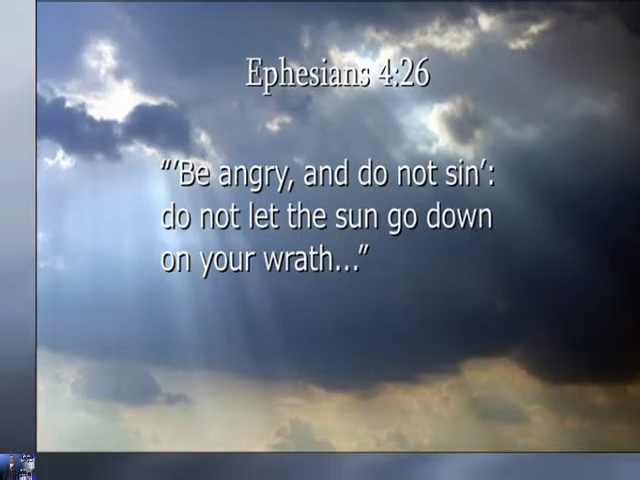 Ephesians 4:26
“‘Be angry, and do not sin’:
do not let the sun go down
on your wrath...”